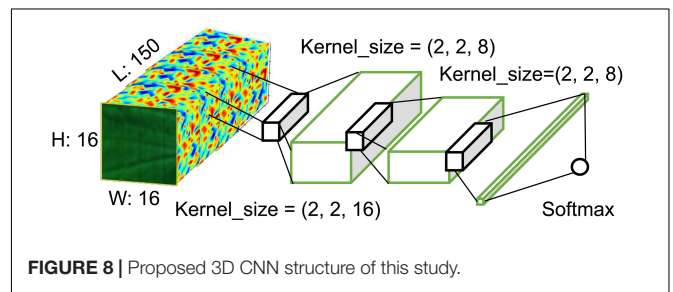 L: 150
Kernel_size = (2, 2, 8)
Kernel_size=(2, 2, 8)
H: 16
W: 16
Kernel_size = (2, 2, 16)
Softmax
FIGURE 8 | Proposed 3D CNN structure of this study.